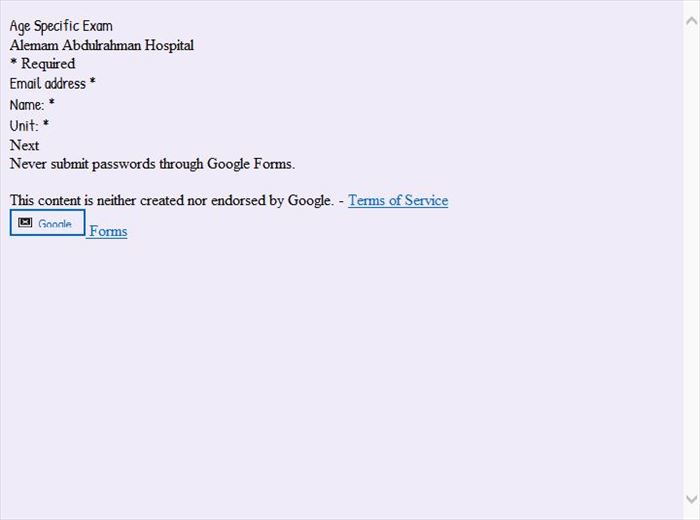 Age Specific Exam
Alemam Abdulrahman Hospital
* Required
Email address *
Name: *
Unit: *
Next
Never submit passwords through Google Forms.
This content is neither created nor endorsed by Google. - Terms of Service
Google Forms